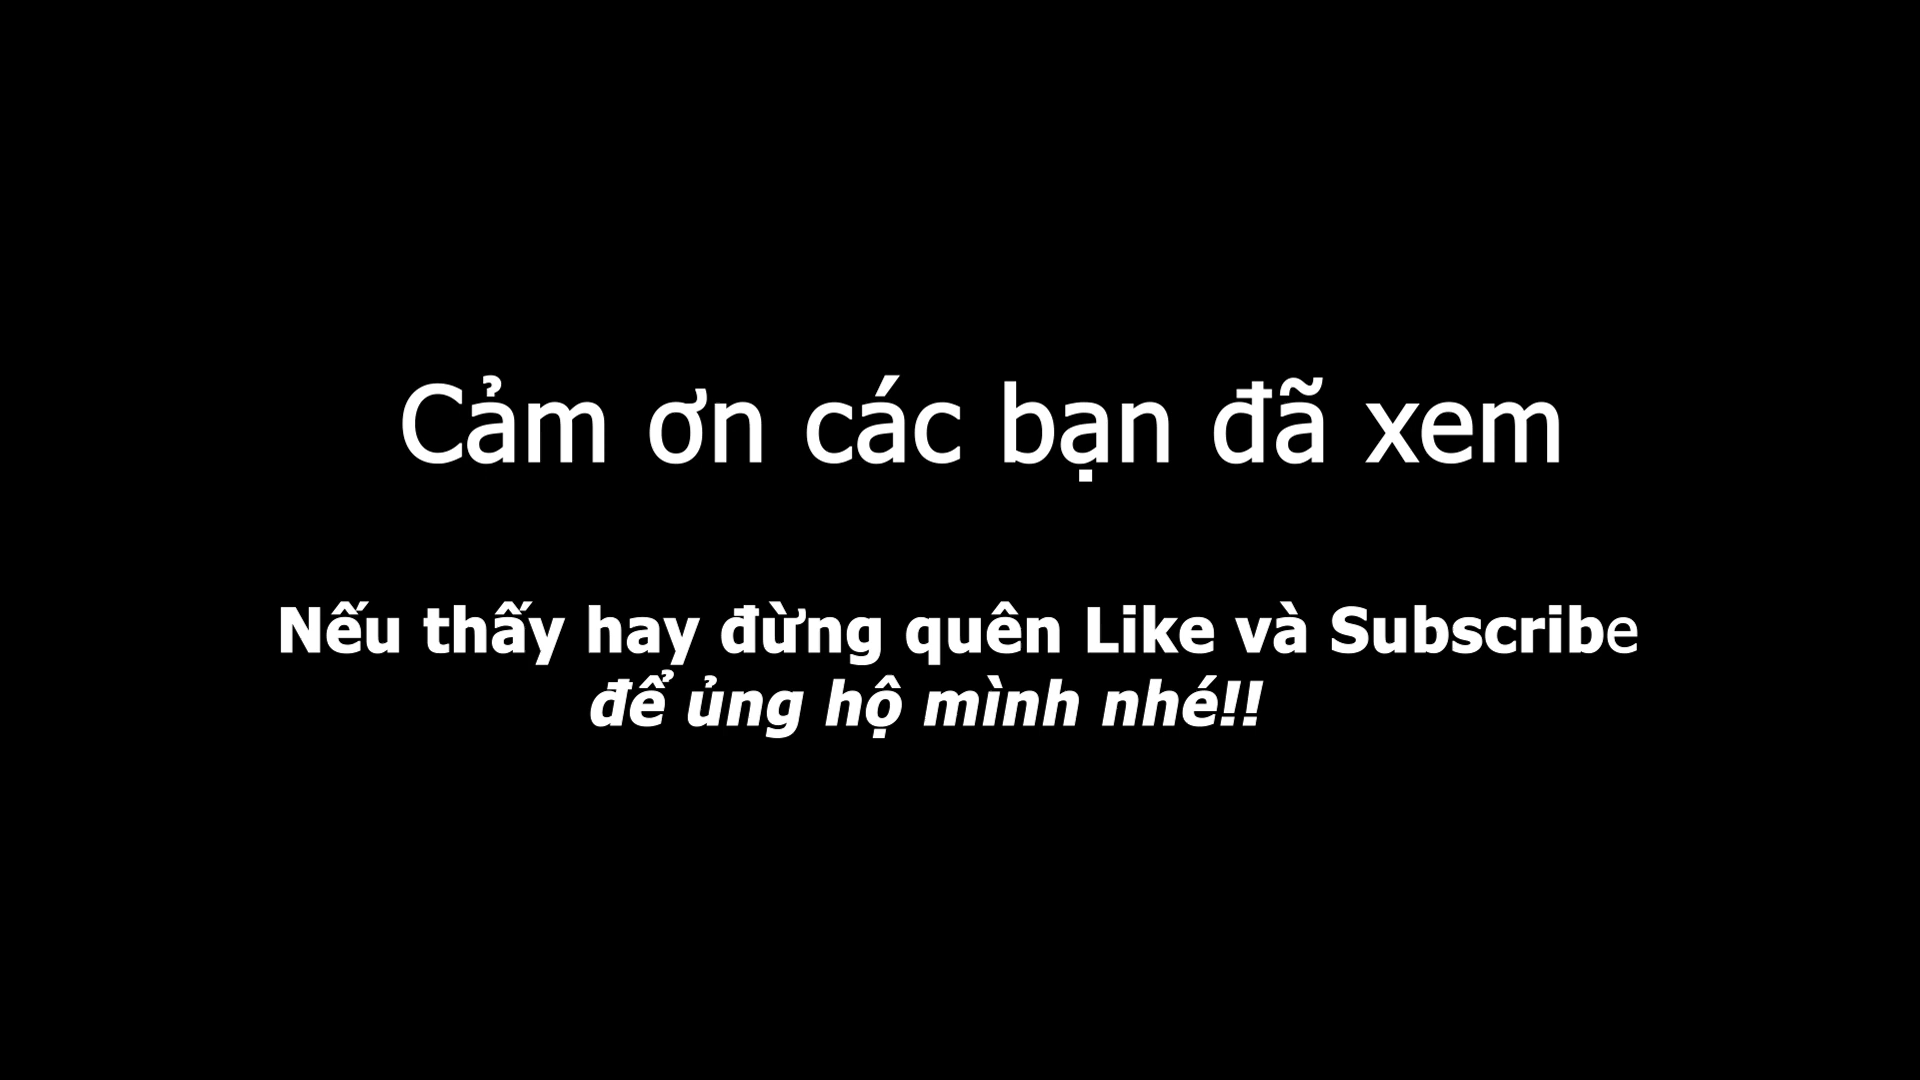 Cảm ơn các bạn đã xem
Nếu thấy hay đừng quên Like và Subscribe
để ủng hộ mình nhé!!